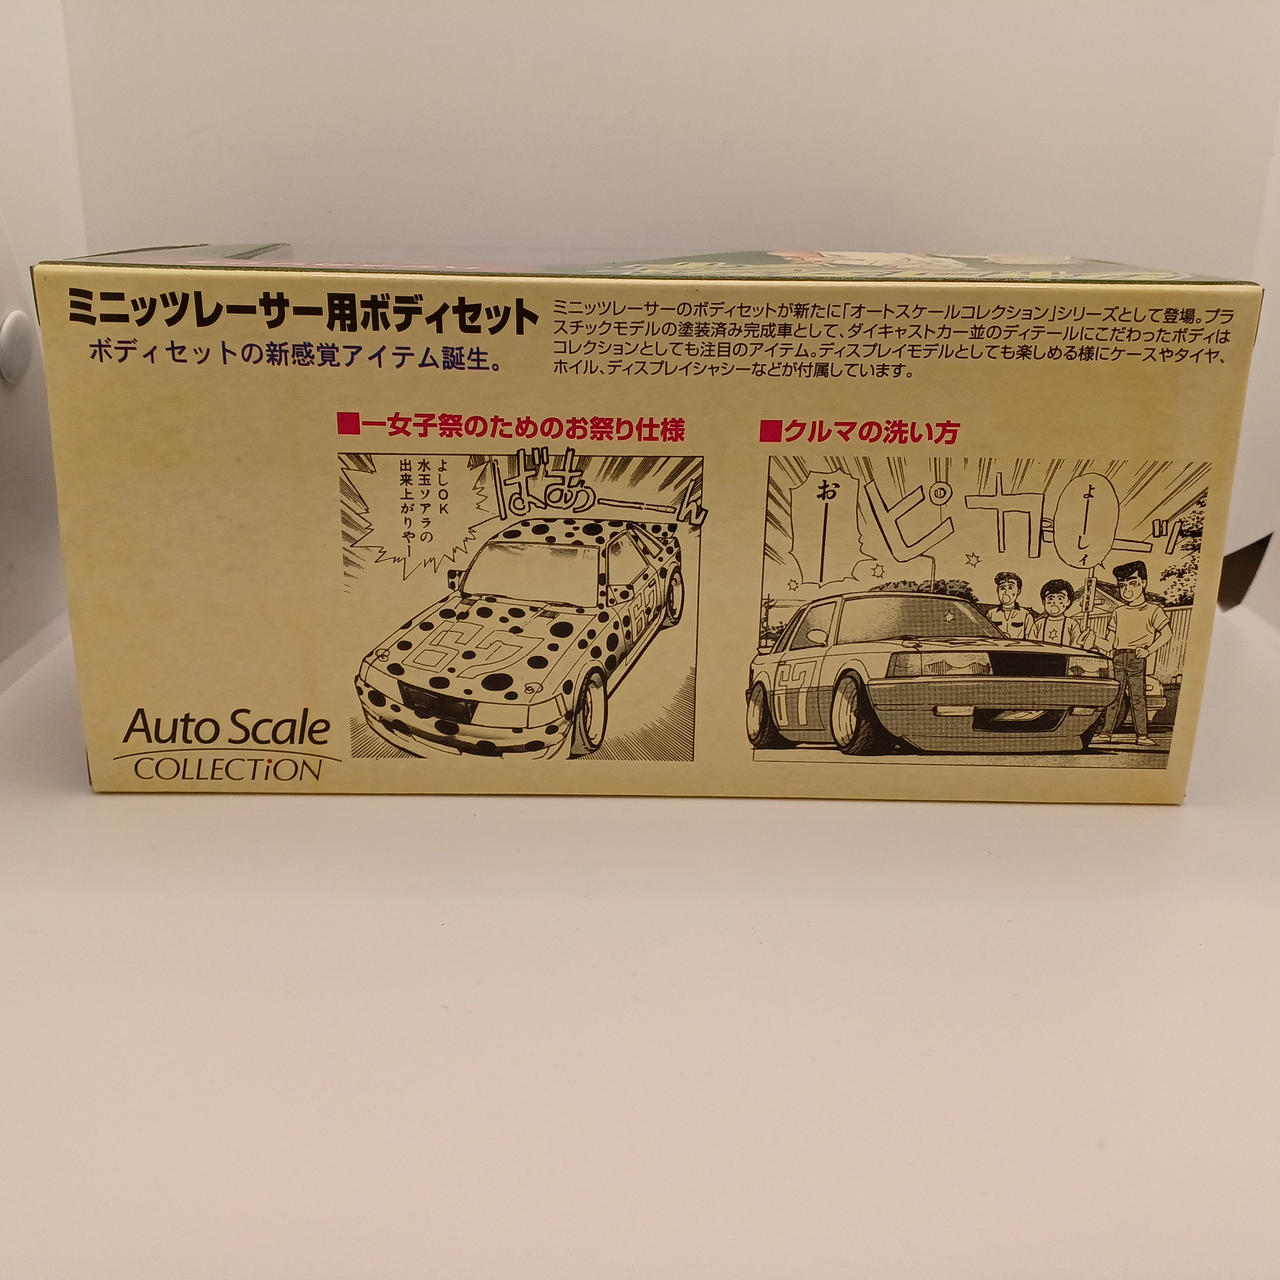 ミニッツレーサー用ボディセット
ボディセットの新感覚アイテム誕生。
ミニッツレーサーのボディセットが新たに「オートスケールコレクション」シリーズとして登場。プラ
スチックモデルの塗装済み完成車として、ダイキャストカー並のディテールにこだわったボディは
コレクションとしても注目のアイテム。ディスプレイモデルとしても楽しめる様にケースやタイヤ、
ホイル、ディスプレイシャシーなどが付属しています。
■一女子祭のためのお祭り仕様
よしOK
水玉ソアラの
出来上がりやー
ばあーーん
67
67
■クルマの洗い方
お
ピカーッ
よーしィ
67
Auto Scale
COLLECTiON